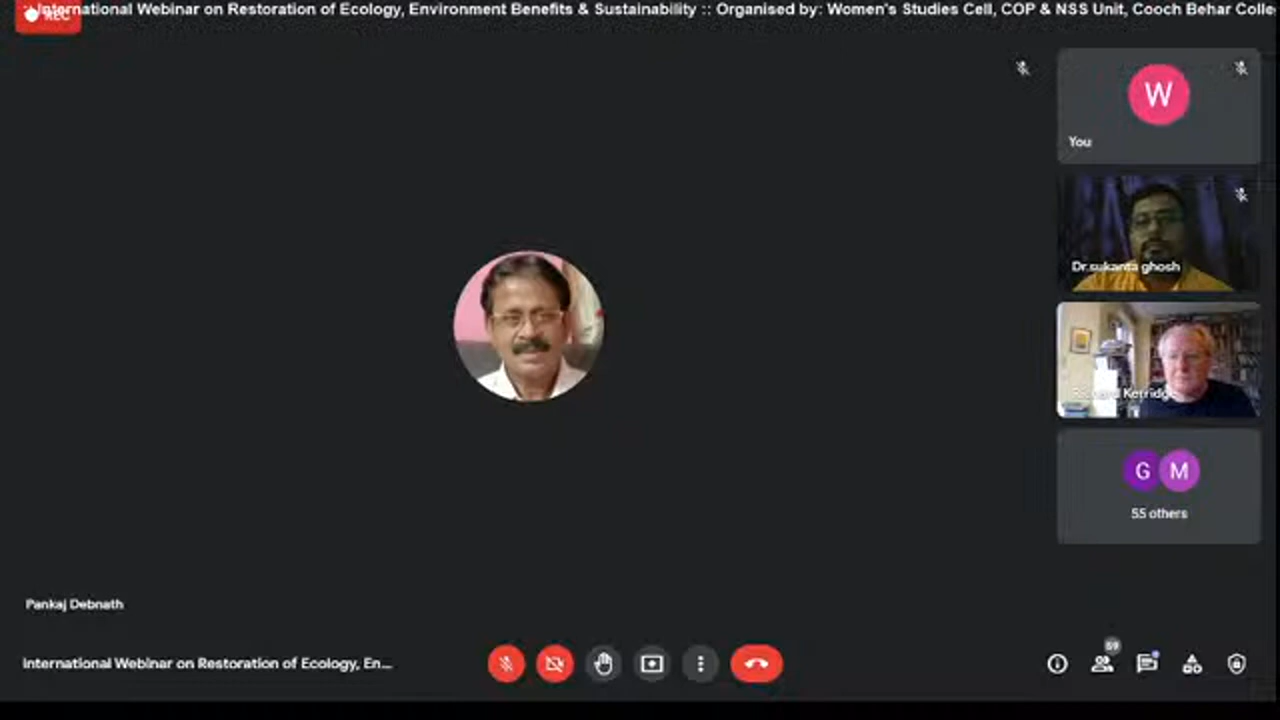 :: International Webinar on Restoration of Ecology, Environment Benefits & Sustainability :: Organised by: Women's Studies Cell, COP & NSS Unit, Cooch Behar Colle
REC
W
You
Dr.sukanta ghosh
Kerridge
G M
55 others
Pankaj Debnath
International Webinar on Restoration of Ecology, En...
59